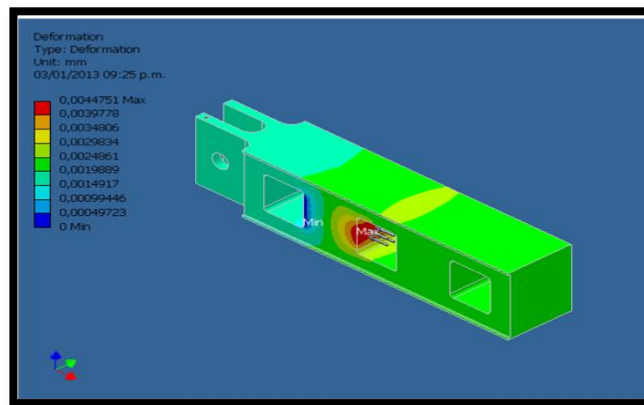 Deformation
Type: Deformation
Unit: mm
03/01/2013 09:25 p.m.
0,0044751 Max
0,0039778
0,0034806
0,0029834
0,0024861
0,0019889
0,0014917
0,00099446
0,00049723
0 Min
Min
Max